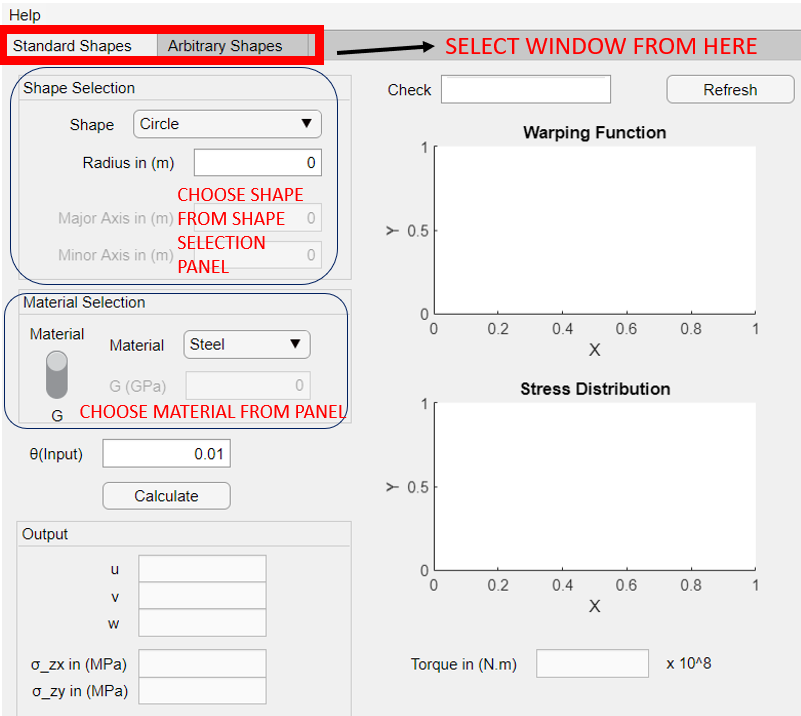 Help
Standard Shapes
Arbitrary Shapes
SELECT WINDOW FROM HERE
Shape Selection
Shape
Circle
Radius in (m)
0
Major Axis in (m)
0
Minor Axis in (m)
0
CHOOSE SHAPE
FROM SHAPE
SELECTION
PANEL
Material Selection
Material
G
Material
Steel
G (GPa)
0
CHOOSE MATERIAL FROM PANEL
θ(Input)
0.01
Calculate
Output
u
v
w
σ_zx in (MPa)
σ_zy in (MPa)
Check
Refresh
Warping Function
1
0.5
0
Y
0 0.2 0.4 0.6 0.8 1
X
Stress Distribution
1
0.5
0
Y
0 0.2 0.4 0.6 0.8 1
X
Torque in (N.m)
x 10^8